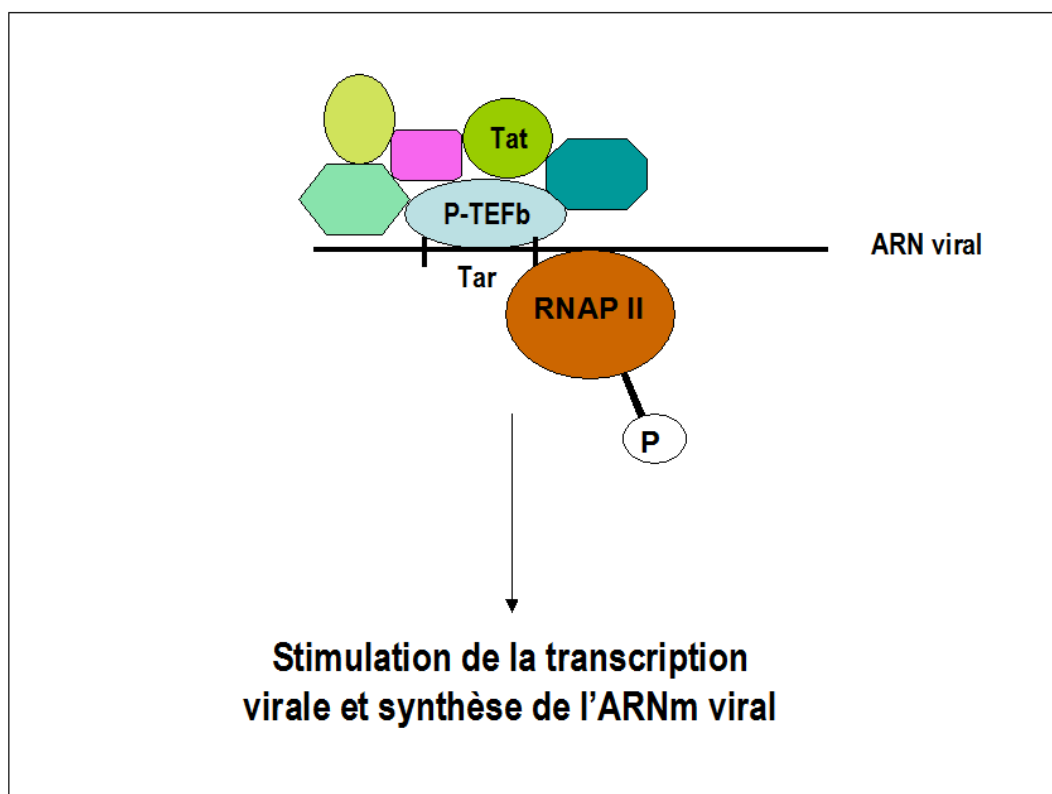 Tat
P-TEFb
ARN viral
Tar
RNAP II
P
Stimulation de la transcription
virale et synthèse de l'ARNm viral